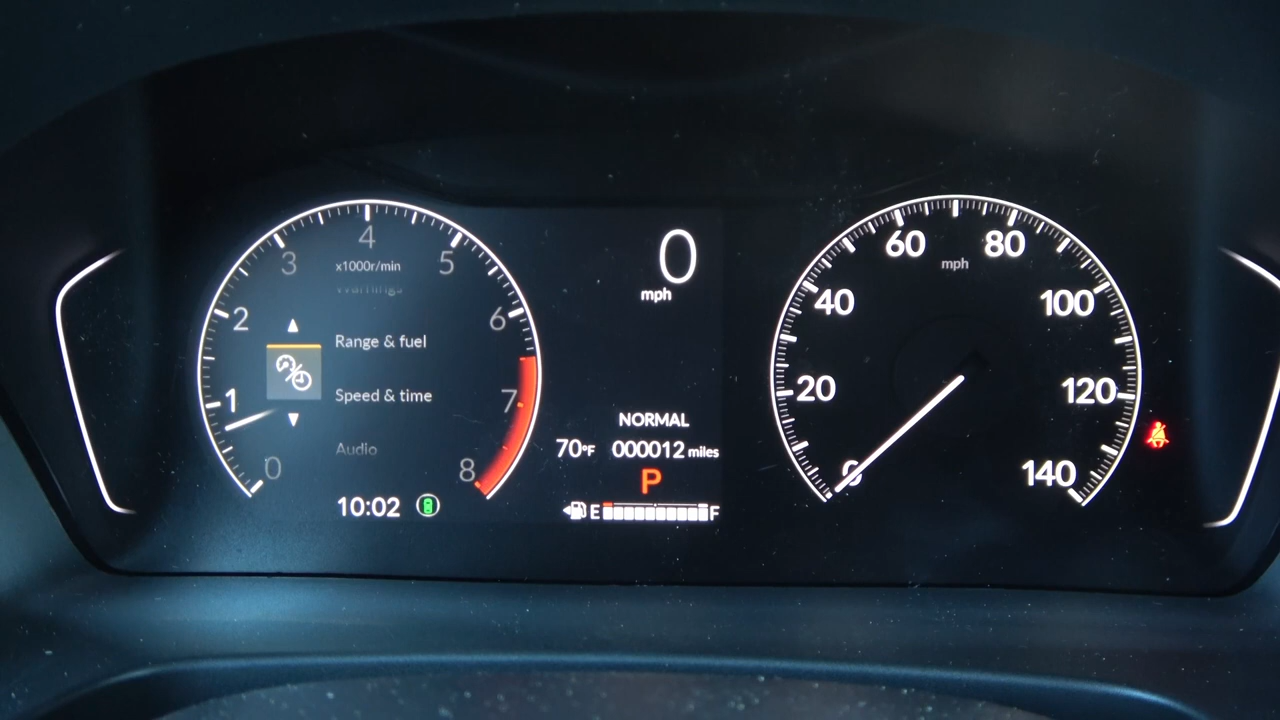 0
1
2
3
4
5
6
7
8
x1000r/min
Warnings
Range & fuel
Speed & time
Audio
10:02
0
mph
NORMAL
70°F 000012 miles
P
E F
0
20
40
60
80
100
120
140
mph